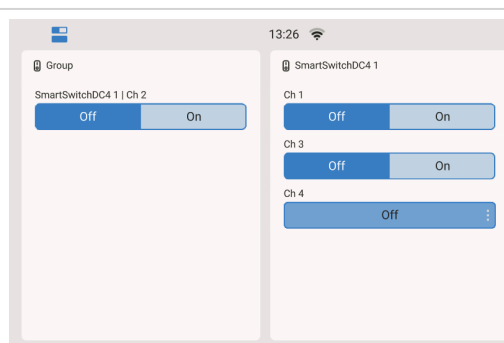 13:26
Group
SmartSwitchDC4 1 | Ch 2
Off On
SmartSwitchDC4 1
Ch 1
Off On
Ch 3
Off On
Ch 4
Off